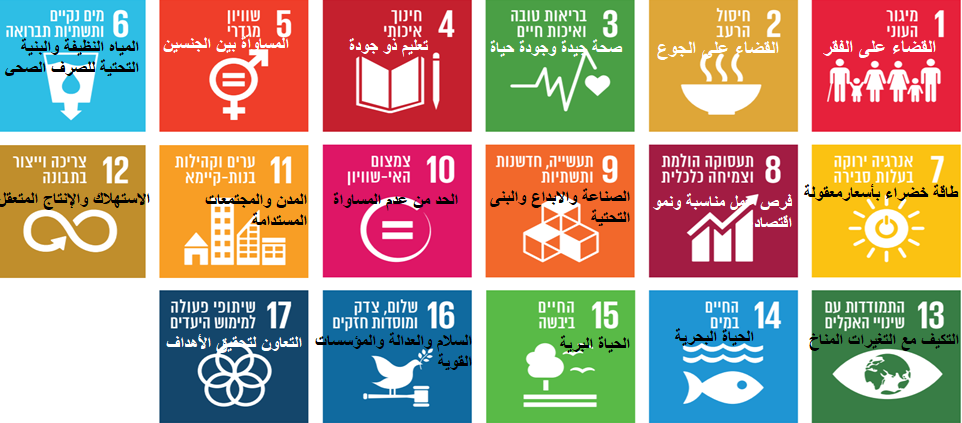 1 מיגור
העוני
القضاء على الفقر
2 חיסול
הרעב
القضاء على الجوع
3 בריאות טובה
ואיכות חיים
صحة جيدة وجودة حياة
4 חינוך
איכותי
تعليم ذو جودة
5 שוויון
מגדרי
المساواة بين الجنسين
6 מים נקיים
ותשתיות תברואה
المياه النظيفة والبنية
التحتية للصرف الصحى
7 אנרגיה ירוקה
בעלות סבירה
طاقة خضراء بأسعارمعقولة
8 תעסוקה הולמת
וצמיחה כלכלית
فرص عمل مناسبة ونمو
اقتصاد
9 תעשייה, חדשנות
ותשתיות
الصناعة والابداع والبنى
التحتية
10 צמצום
האי-שוויון
الحد من عدم المساواة
11 ערים וקהילות
בנות-קיימא
المدن والمجتمعات
المستدامة
12 צריכה וייצור
בתבונה
الاستهلاك والإنتاج المتعقل
13 התמודדות עם
שינויי האקלים
التكيف مع التغيرات المناخ
14 החיים
במים
الحياة البحرية
15 החיים
ביבשה
الحياة البرية
16 שלום, צדק
ומוסדות חזקים
السلام والعدالة والمؤسسات
القوية
17 שיתופי פעולה
למימוש היעדים
التعاون لتحقيق الأهداف